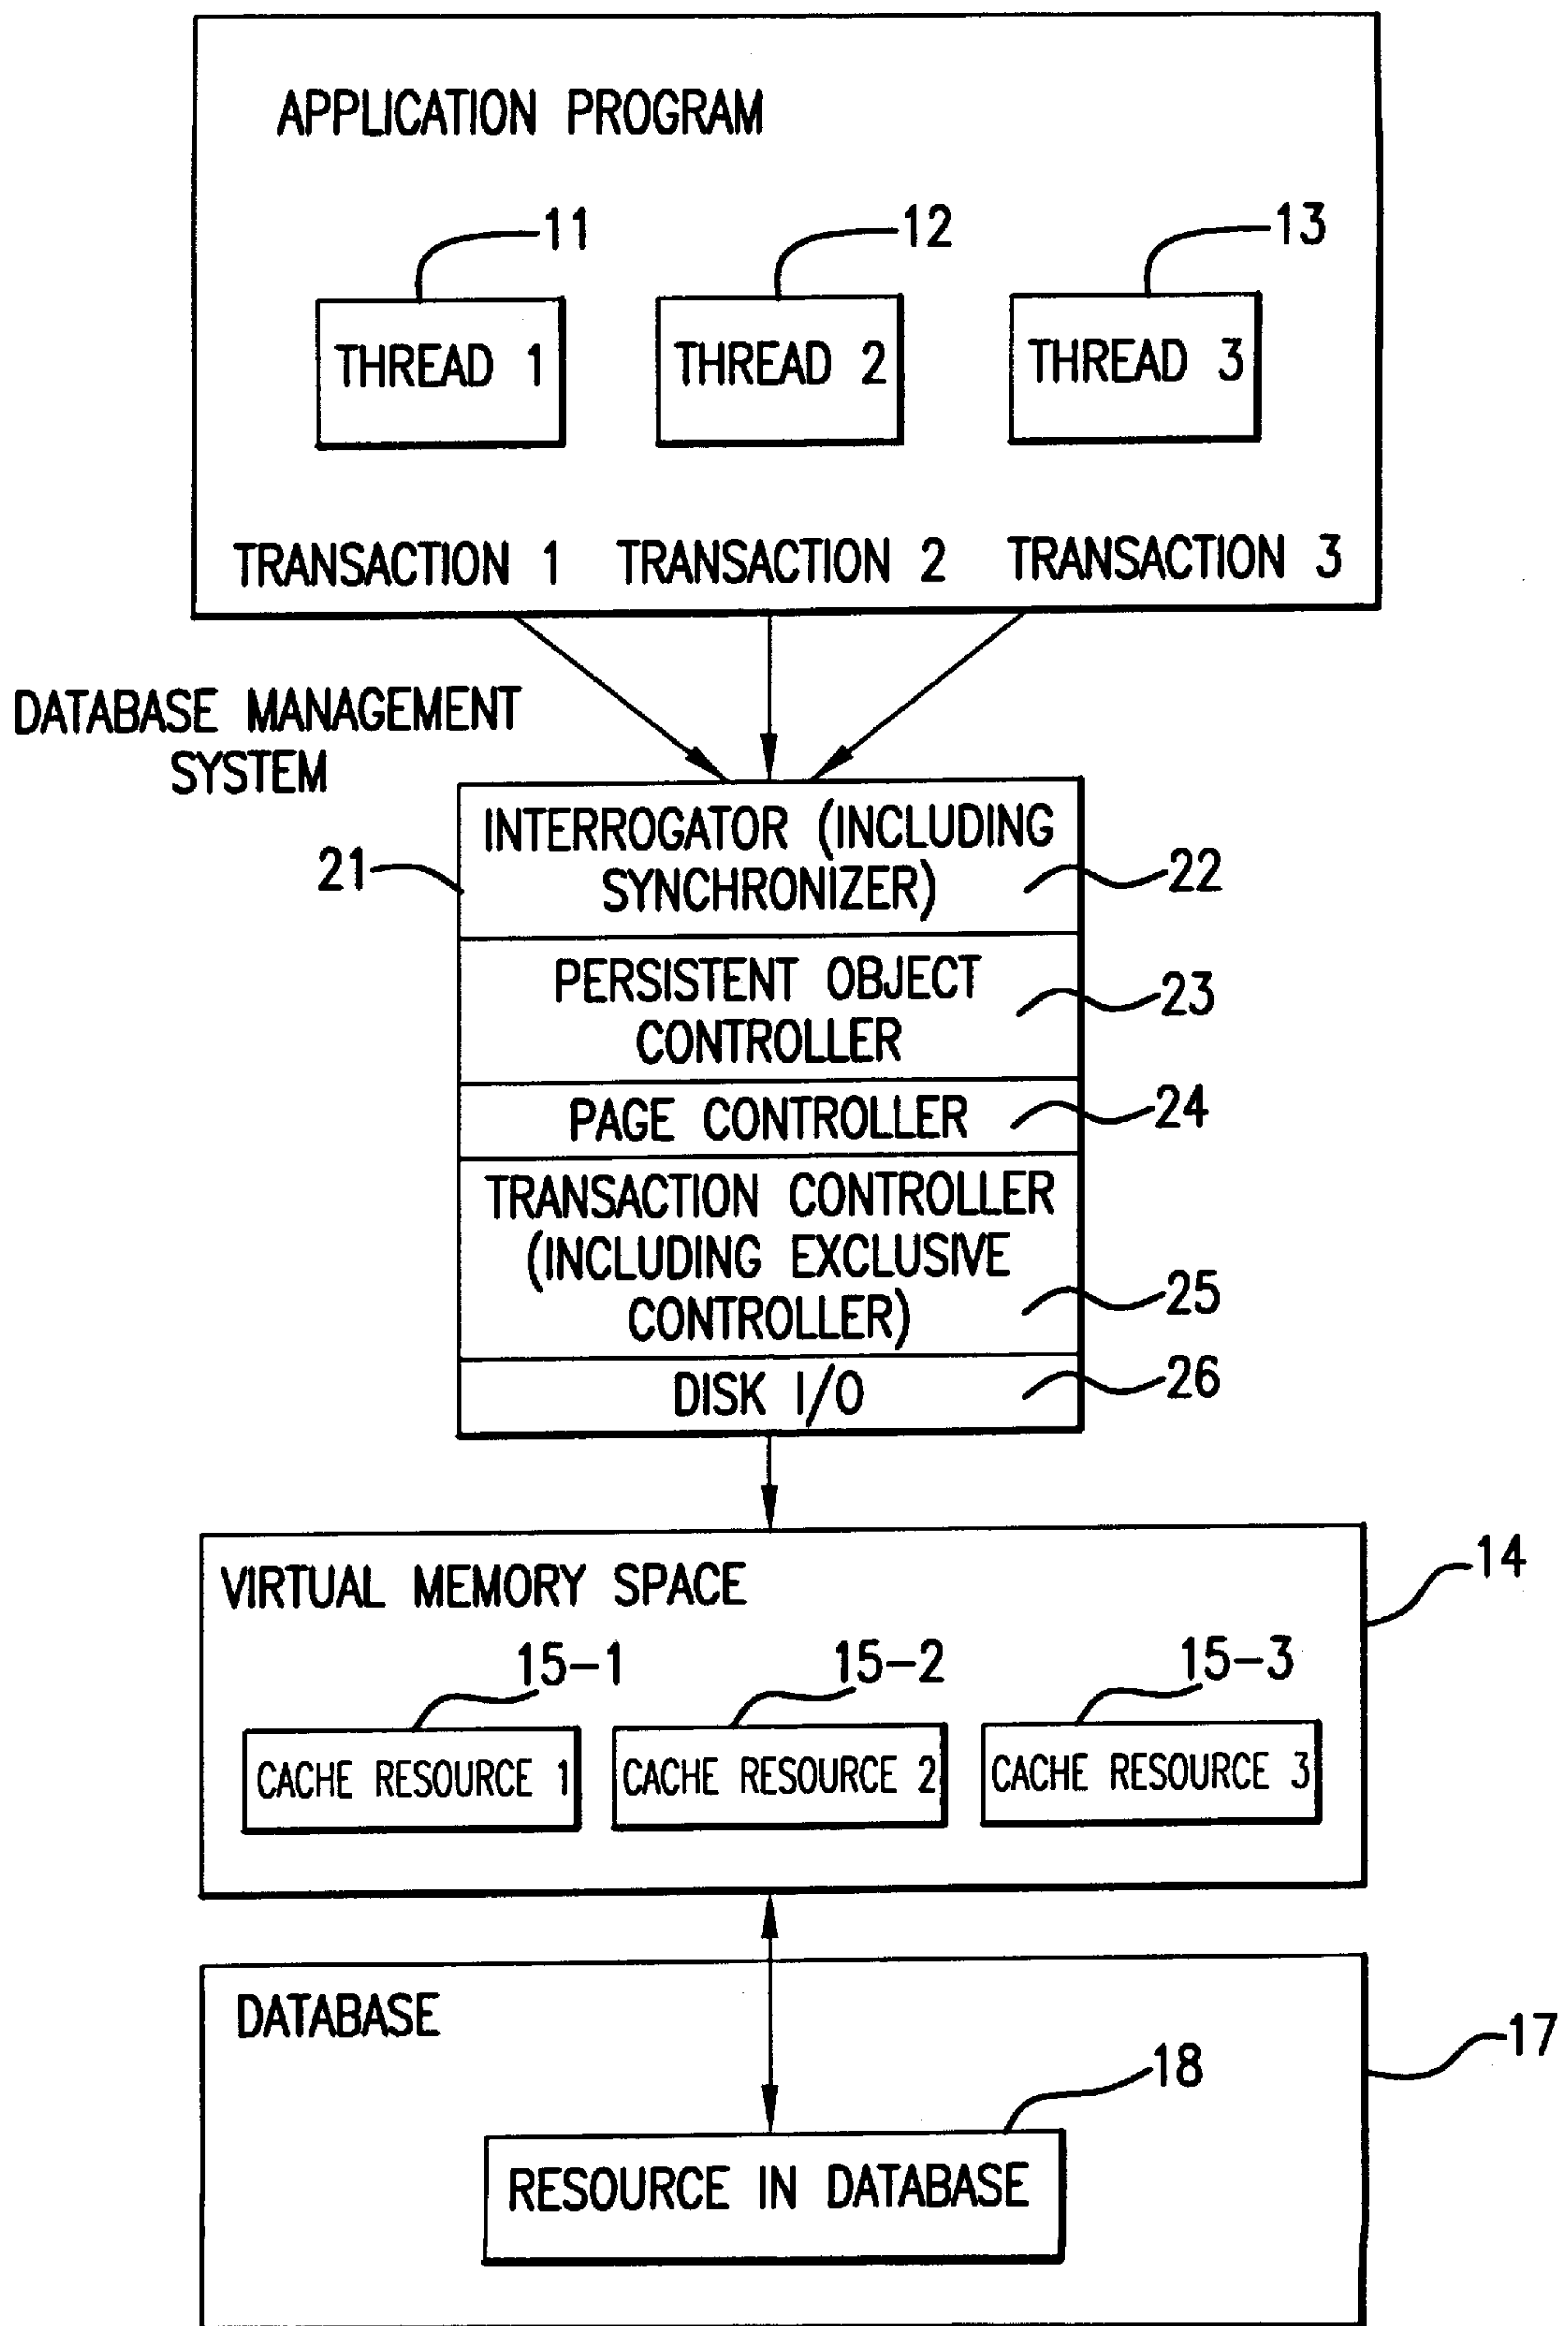 APPLICATION PROGRAM
11
12
13
THREAD 1
THREAD 2
THREAD 3
TRANSACTION 1
TRANSACTION 2
TRANSACTION 3
DATABASE MANAGEMENT
SYSTEM
21
INTERROGATOR (INCLUDING
SYNCHRONIZER)
22
PERSISTENT OBJECT
CONTROLLER
23
PAGE CONTROLLER
24
TRANSACTION CONTROLLER
(INCLUDING EXCLUSIVE
CONTROLLER)
25
DISK I/O
26
VIRTUAL MEMORY SPACE
14
15-1
15-2
15-3
CACHE RESOURCE 1
CACHE RESOURCE 2
CACHE RESOURCE 3
DATABASE
17
18
RESOURCE IN DATABASE